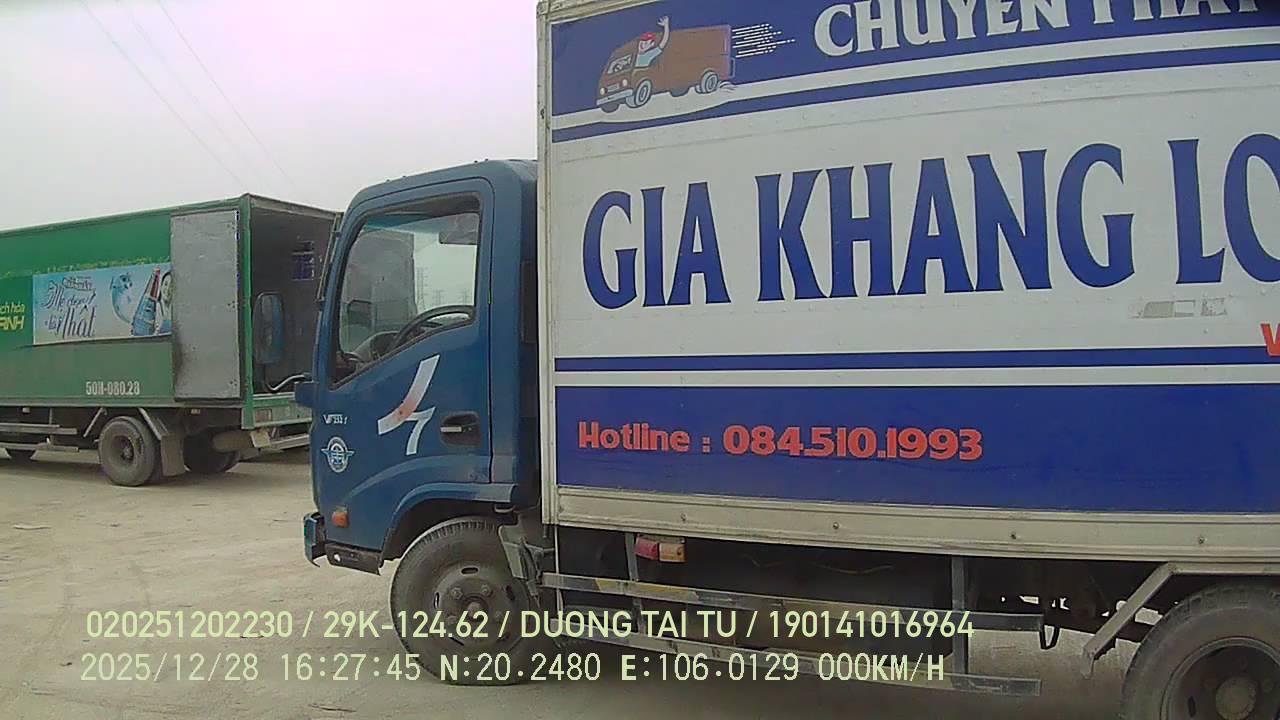 CHUYÊN PHÁT
GIA KHANG LO
Hotline : 084.510.1993
Nhất
50H-080.28
020251202230 / 29K-124.62 / DUONG TAI TU / 190141016964
2025/12/28 16:27:45 N:20.2480 E:106.0129 000KM/H